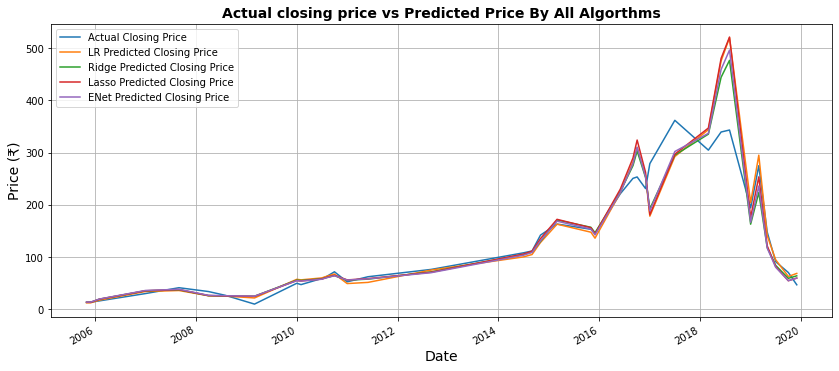 Actual closing price vs Predicted Price By All Algorthms
Actual Closing Price
LR Predicted Closing Price
Ridge Predicted Closing Price
Lasso Predicted Closing Price
ENet Predicted Closing Price
Price (₹)
500
400
300
200
100
0
2006
2008
2010
2012
2014
2016
2018
2020
Date